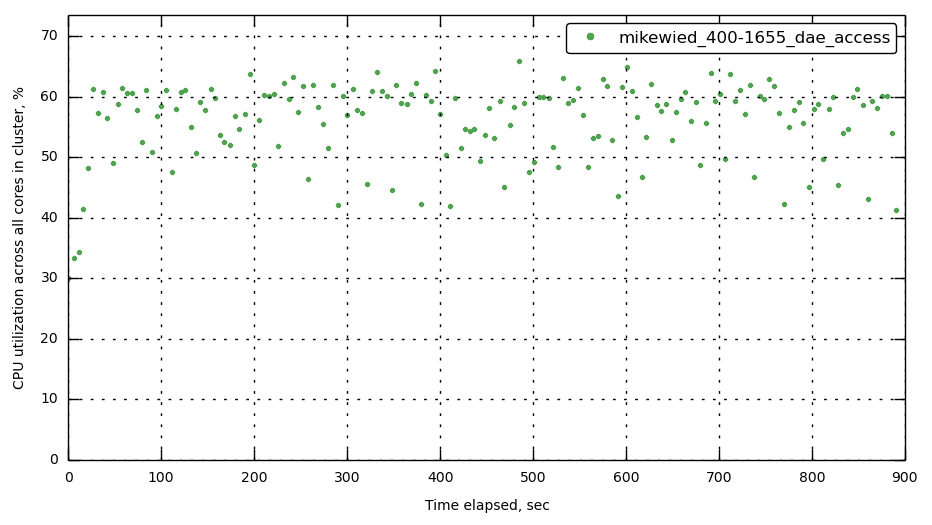 mikewied_400-1655_dae_access
CPU utilization across all cores in cluster, %
70
60
50
40
30
20
10
0
0 100 200 300 400 500 600 700 800 900
Time elapsed, sec